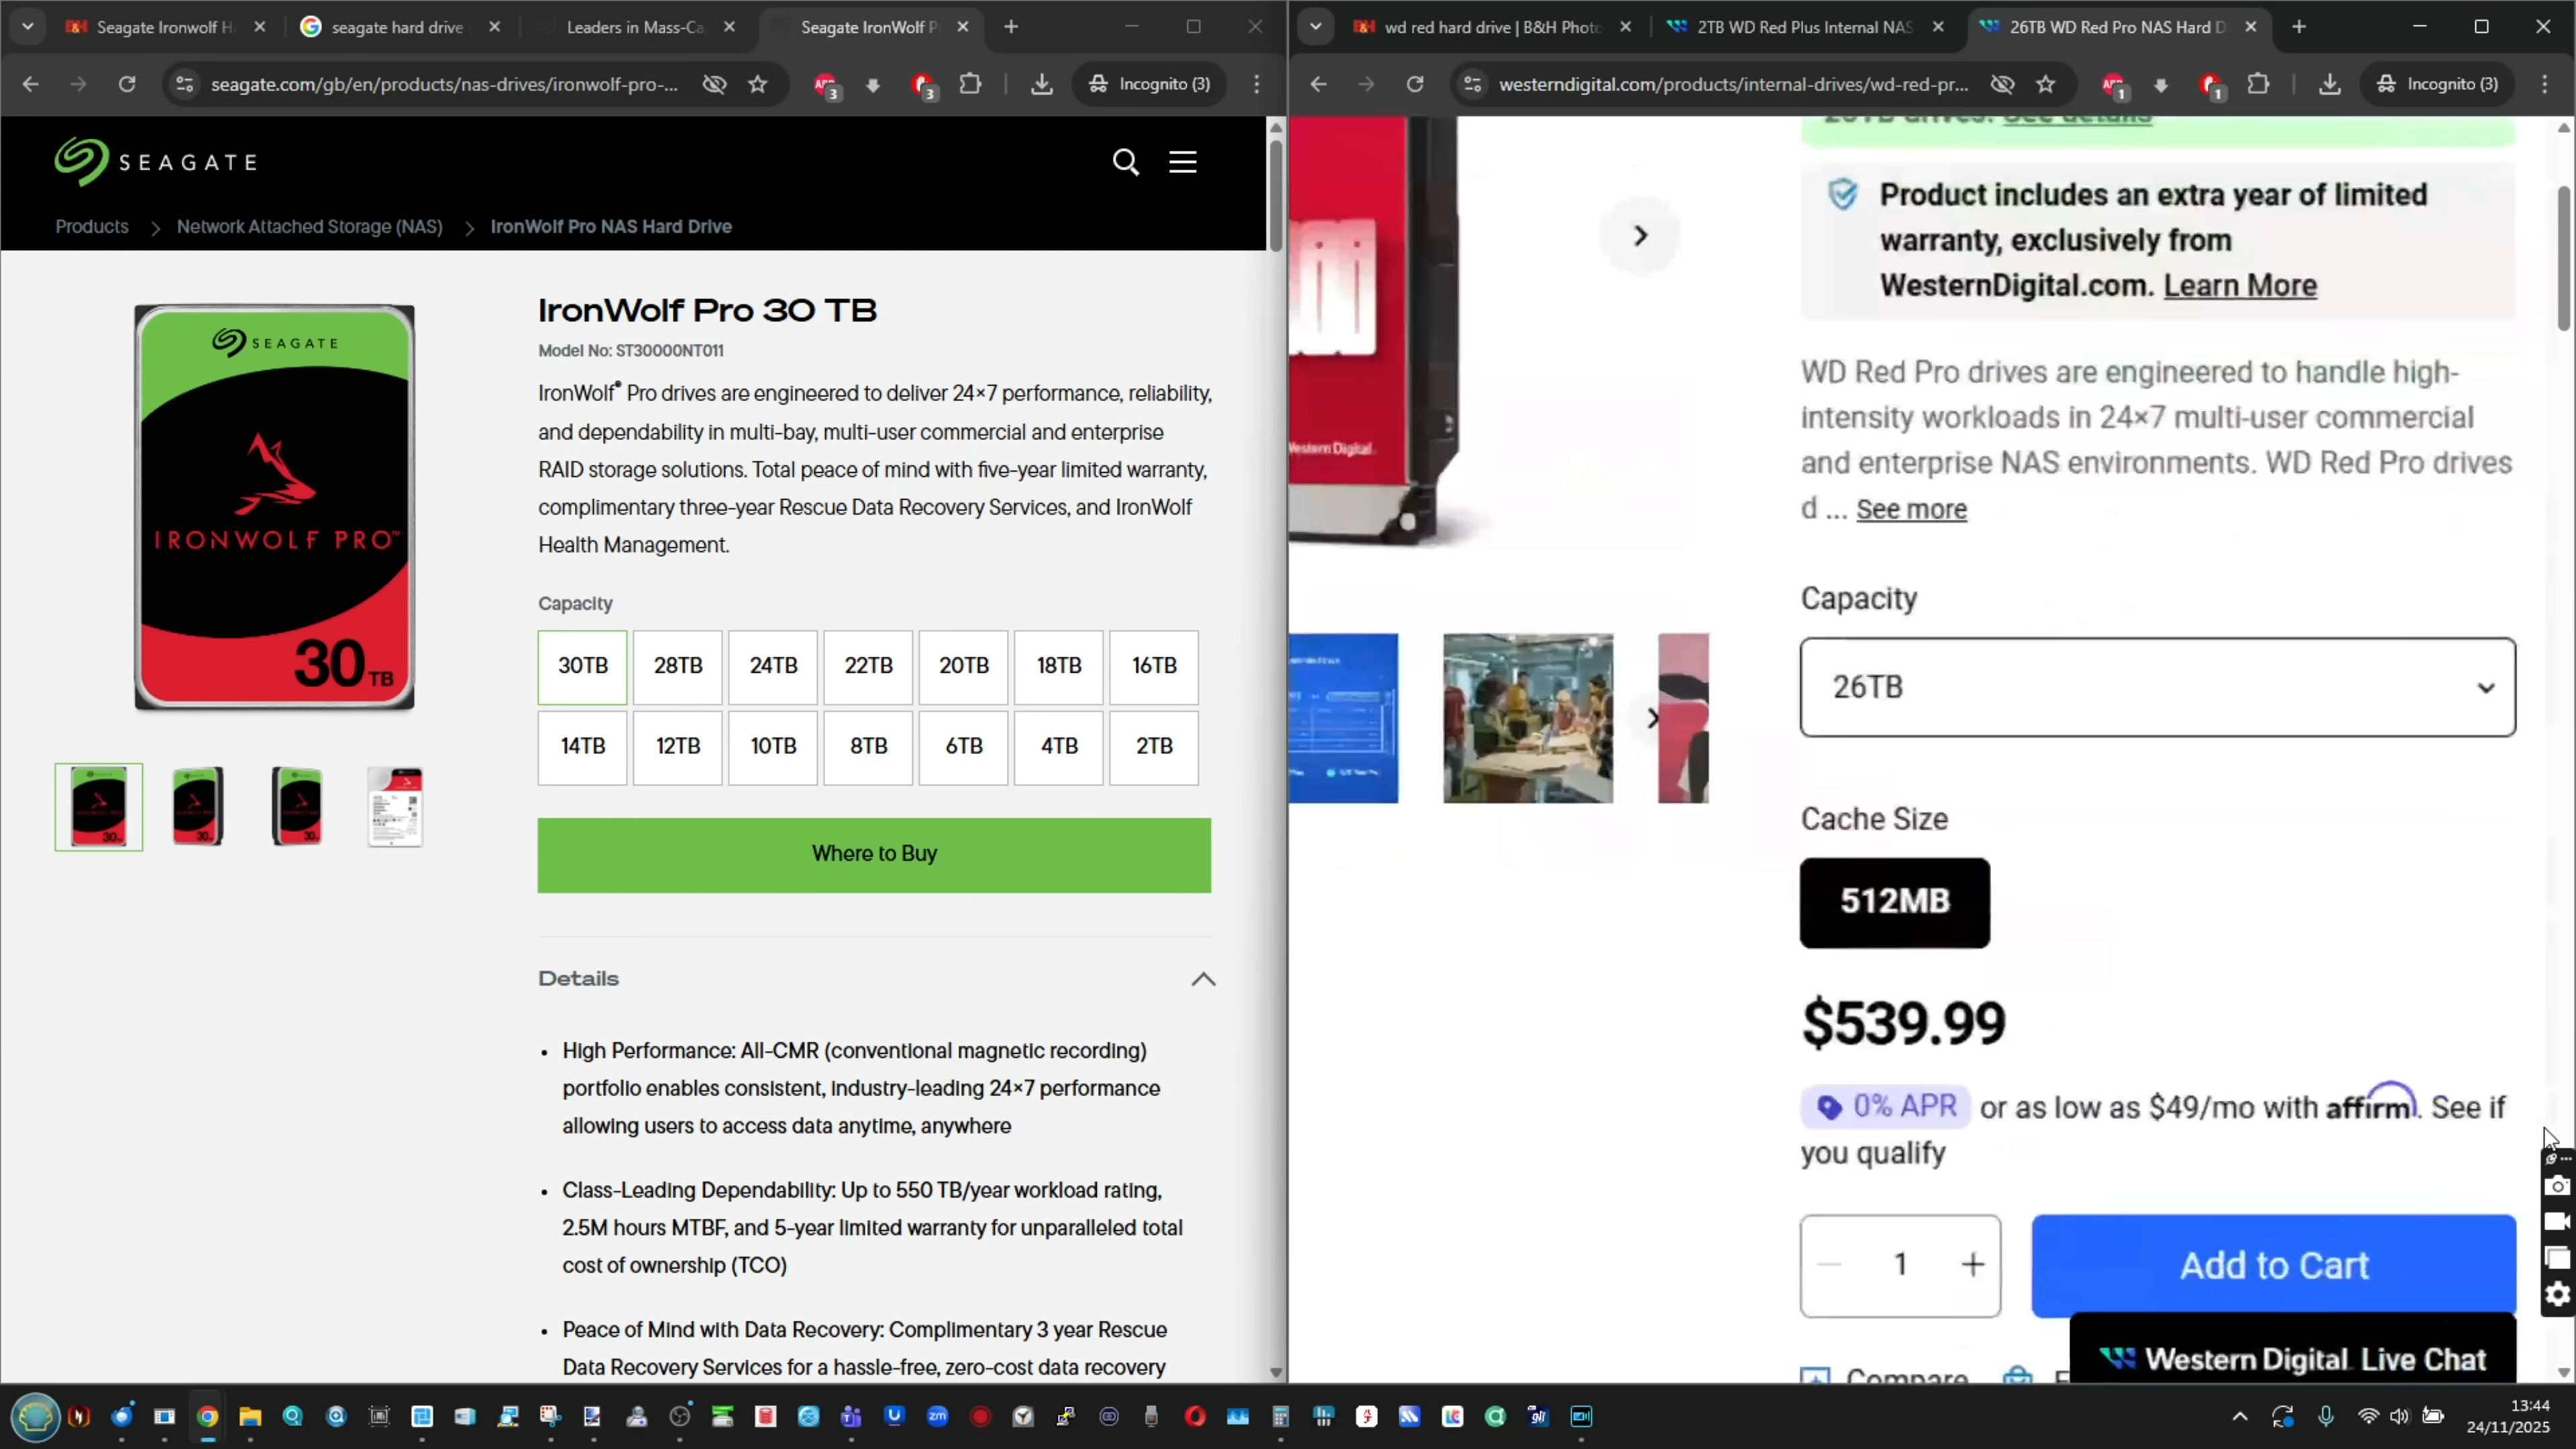 Seagate Ironwolf H
seagate hard drive
Leaders in Mass-Ca
Seagate IronWolf P
seagate.com/gb/en/products/nas-drives/ironwolf-pro-...
3
3
Incognito (3)
SEAGATE
Products > Network Attached Storage (NAS) > IronWolf Pro NAS Hard Drive
SEAGATE
IRONWOLF PRO™
30 TB
IronWolf Pro 30 TB
Model No: ST30000NT011
IronWolf® Pro drives are engineered to deliver 24×7 performance, reliability,
and dependability in multi-bay, multi-user commercial and enterprise
RAID storage solutions. Total peace of mind with five-year limited warranty,
complimentary three-year Rescue Data Recovery Services, and IronWolf
Health Management.
Capacity
30TB 28TB 24TB 22TB 20TB 18TB 16TB
14TB 12TB 10TB 8TB 6TB 4TB 2TB
Where to Buy
Details
• High Performance: All-CMR (conventional magnetic recording)
portfolio enables consistent, industry-leading 24×7 performance
allowing users to access data anytime, anywhere
• Class-Leading Dependability: Up to 550 TB/year workload rating,
2.5M hours MTBF, and 5-year limited warranty for unparalleled total
cost of ownership (TCO)
• Peace of Mind with Data Recovery: Complimentary 3 year Rescue
Data Recovery Services for a hassle-free, zero-cost data recovery
wd red hard drive | B&H Photo
2TB WD Red Plus Internal NAS
26TB WD Red Pro NAS Hard D
westerndigital.com/products/internal-drives/wd-red-pr...
1
1
Incognito (3)
drives. See details
Product includes an extra year of limited
warranty, exclusively from
WesternDigital.com. Learn More
Western Digital
WD Red Pro drives are engineered to handle high-
intensity workloads in 24×7 multi-user commercial
and enterprise NAS environments. WD Red Pro drives
d ... See more
Capacity
26TB
Cache Size
512MB
$539.99
0% APR or as low as $49/mo with affirm. See if
you qualify
1
Add to Cart
Compare
Western Digital Live Chat
13:44
24/11/2025